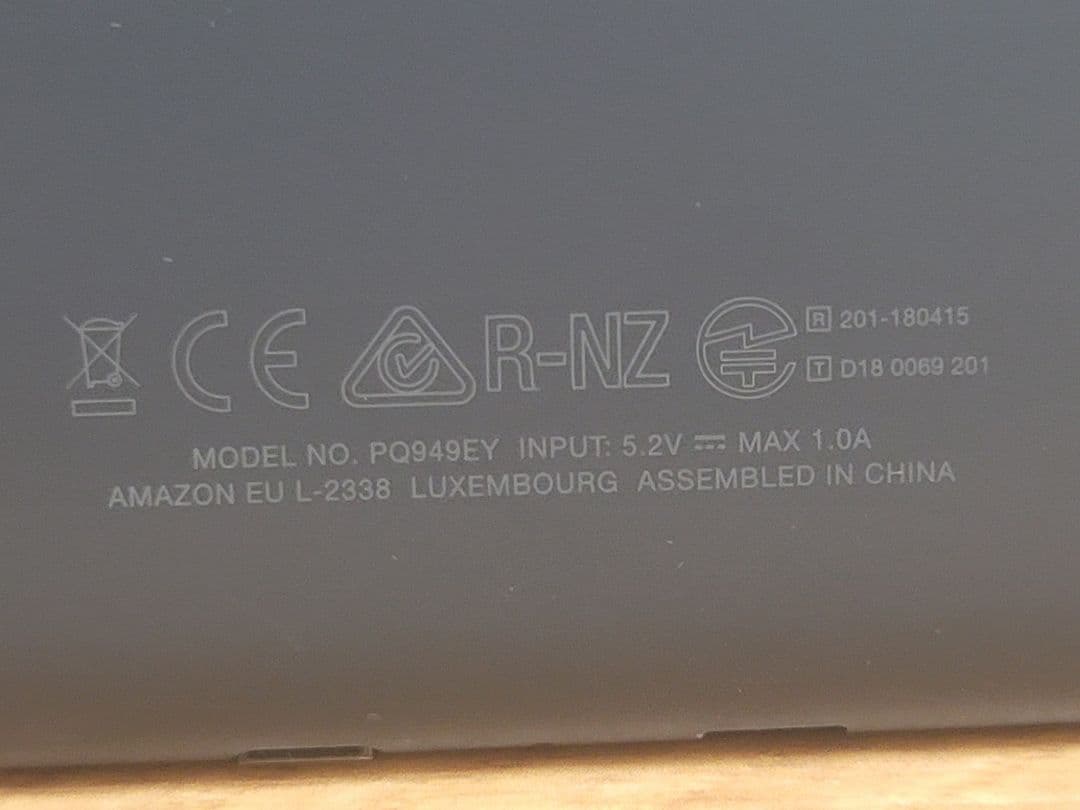 CE R-NZ R 201-180415
T D18 0069 201
MODEL NO. PQ949EY INPUT: 5.2V ⎓ MAX 1.0A
AMAZON EU L-2338 LUXEMBOURG ASSEMBLED IN CHINA